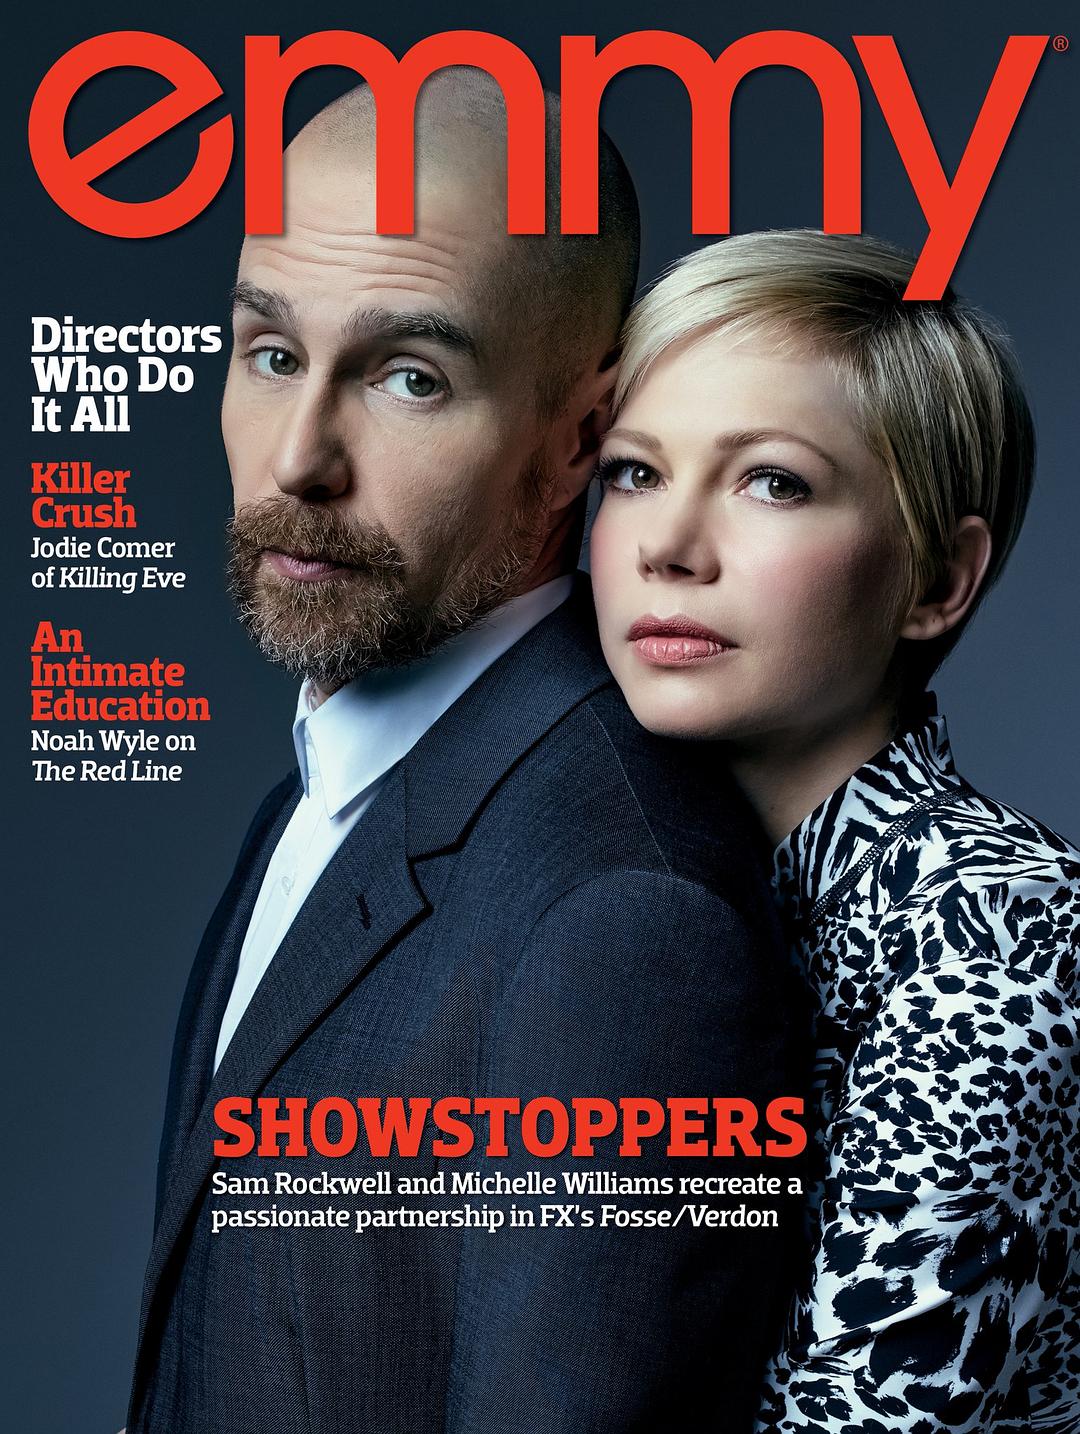 emmy®
Directors
Who Do
It All
Killer
Crush
Jodie Comer
of Killing Eve
An
Intimate
Education
Noah Wyle on
The Red Line
SHOWSTOPPERS
Sam Rockwell and Michelle Williams recreate a
passionate partnership in FX's Fosse/Verdon